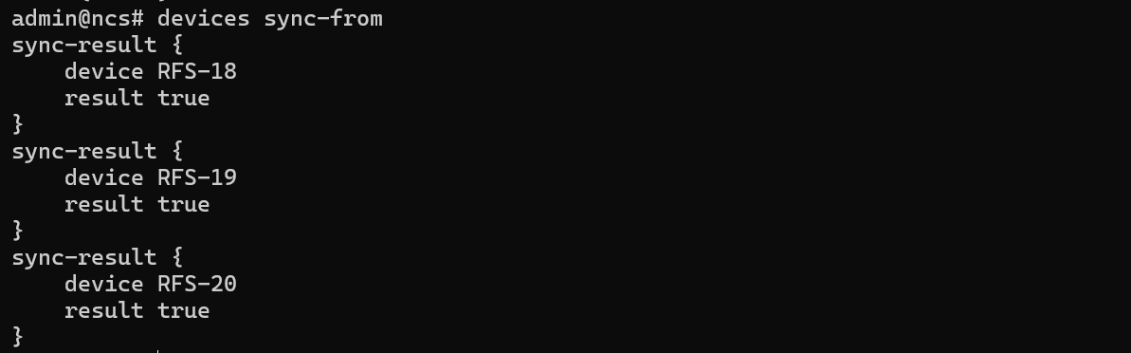 admin@ncs# devices sync-from
sync-result {
    device RFS-18
    result true
}
sync-result {
    device RFS-19
    result true
}
sync-result {
    device RFS-20
    result true
}